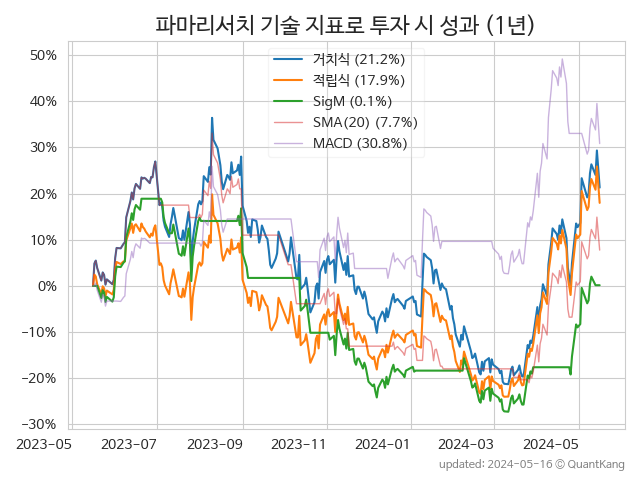 파마리서치 기술 지표로 투자 시 성과 (1년)
거치식 (21.2%)
적립식 (17.9%)
SigM (0.1%)
SMA(20) (7.7%)
MACD (30.8%)
50%
40%
30%
20%
10%
0%
−10%
−20%
−30%
2023-05
2023-07
2023-09
2023-11
2024-01
2024-03
2024-05
updated: 2024-05-16 © QuantKang